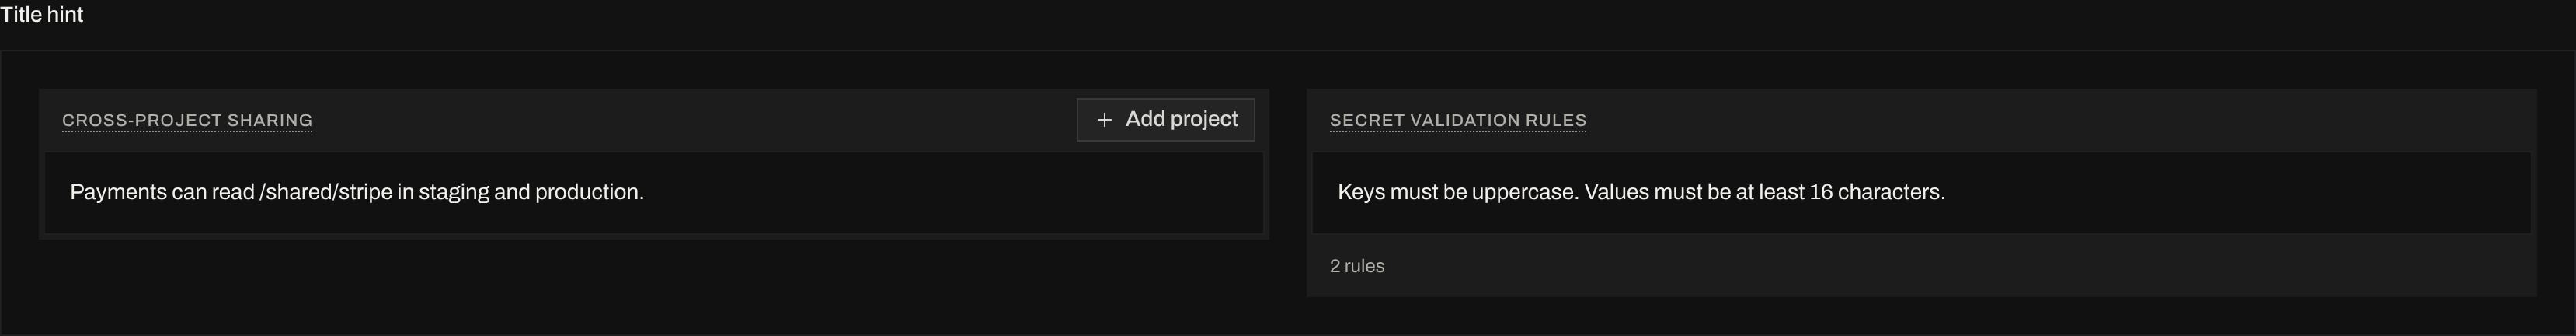 Title hint
CROSS-PROJECT SHARING
+ Add project
Payments can read /shared/stripe in staging and production.
SECRET VALIDATION RULES
Keys must be uppercase. Values must be at least 16 characters.
2 rules